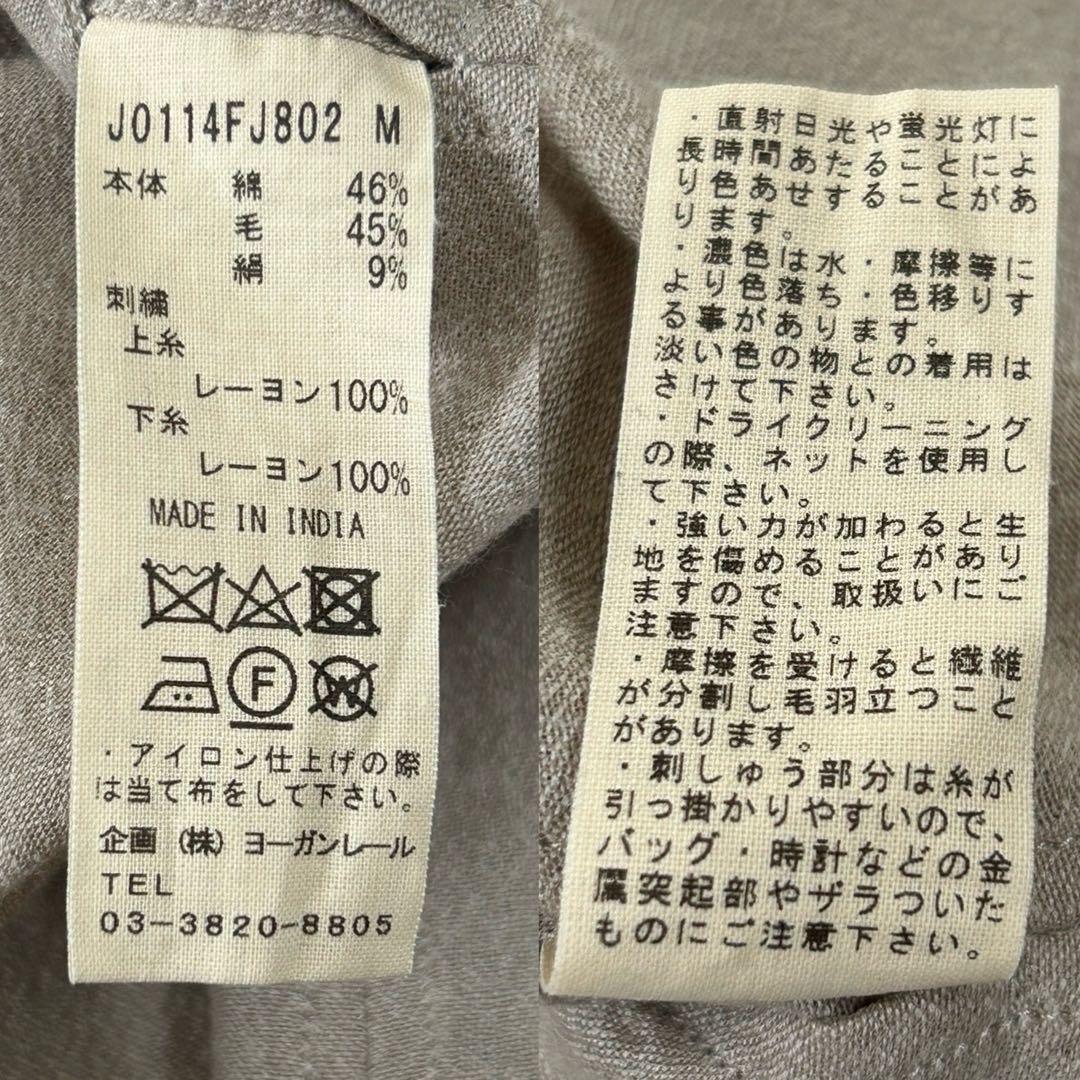 J0114FJ802 M
本体 綿 46%
毛 45%
絹 9%
刺繍
上糸
レーヨン100%
下糸
レーヨン100%
MADE IN INDIA
F
W
・アイロン仕上げの際
は当て布をして下さい。
企画 (株) ヨーガンレール
TEL
03-3820-8805
・直射日光や蛍光灯に
長時間あたることによ
り色あせすることがあ
ります。
・濃色は水・摩擦等に
より色落ち・色移りす
る事があります。
淡い色の物との着用は
さけて下さい。
・ドライクリーニング
の際、ネットを使用し
て下さい。
・強い力が加わると生
地を傷めることがあり
ますので、取扱いにご
注意下さい。
・摩擦を受けると繊維
が分割し毛羽立つこと
があります。
・刺しゅう部分は糸が
引っ掛かりやすいので、
バッグ・時計などの金
属突起部やザラついた
ものにご注意下さい。